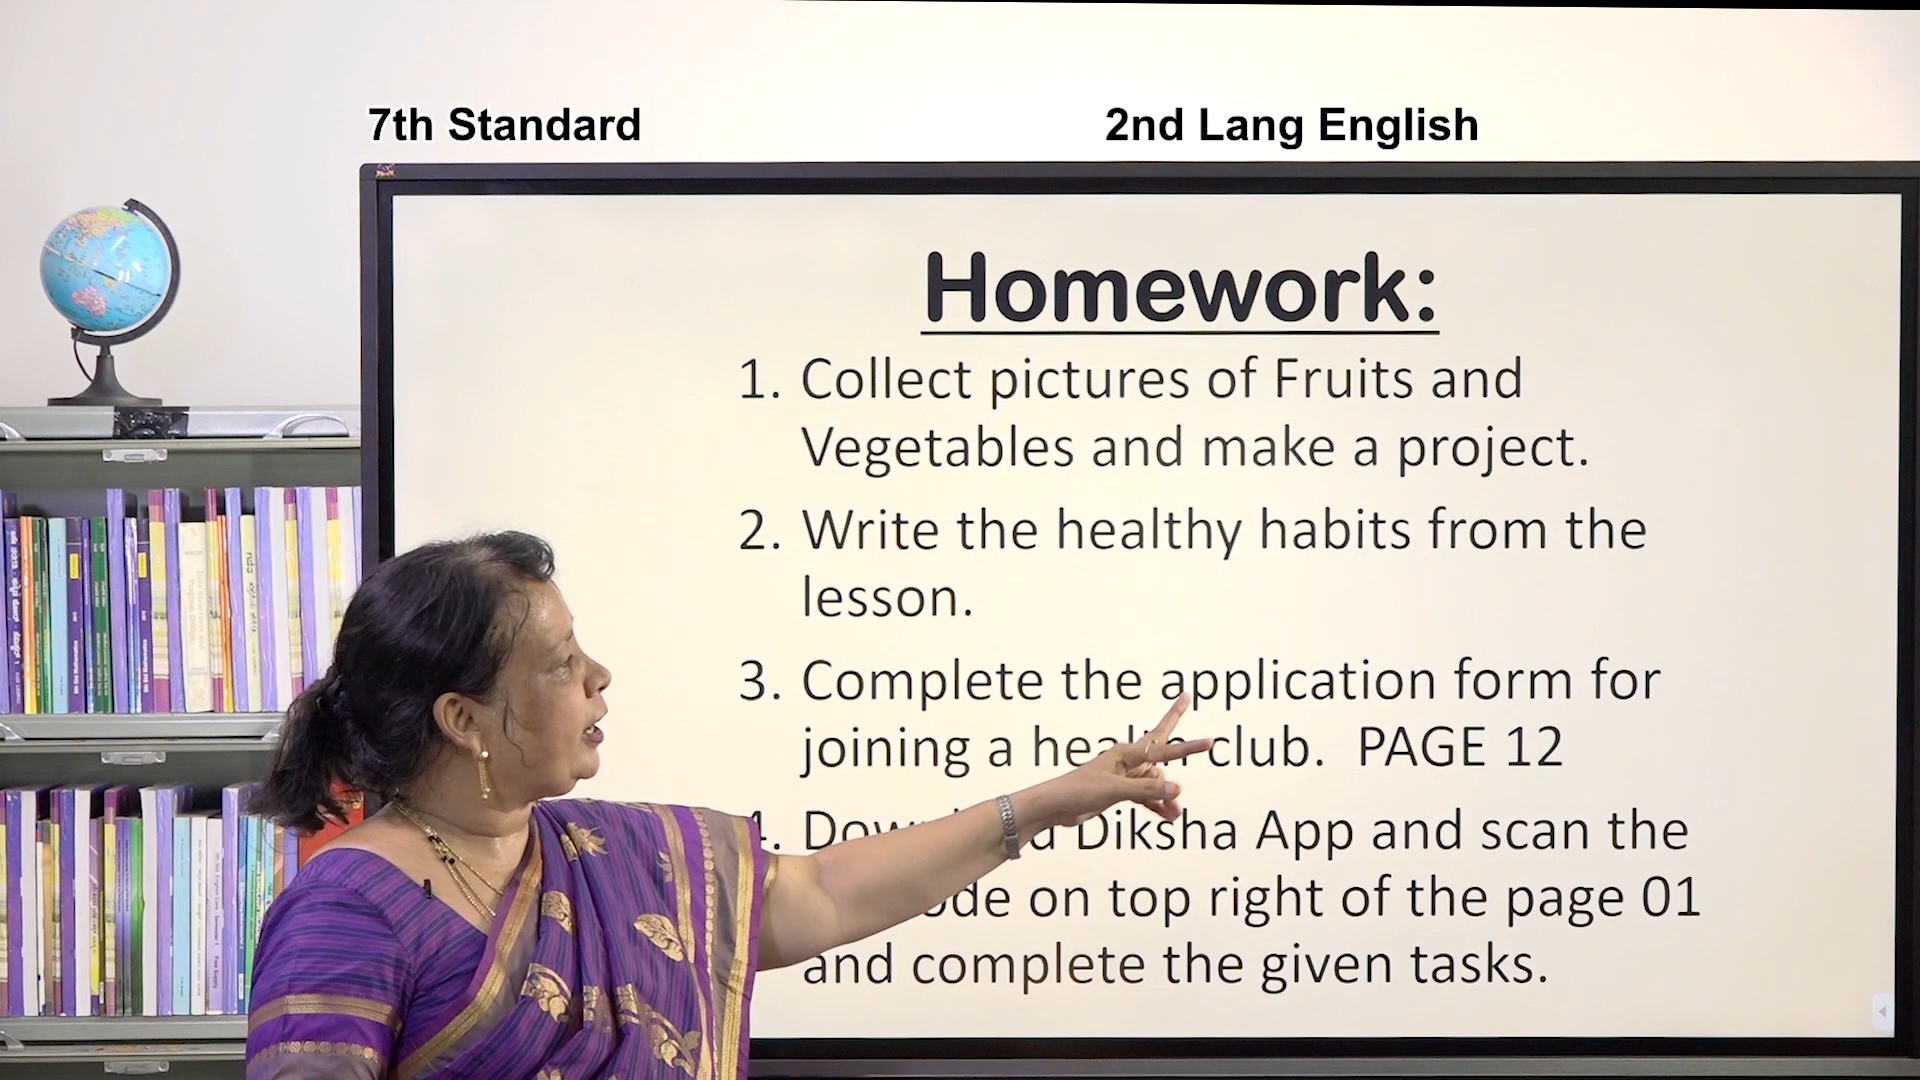 7th Standard
2nd Lang English
Homework:
1. Collect pictures of Fruits and
Vegetables and make a project.
2. Write the healthy habits from the
lesson.
3. Complete the application form for
joining a health club. PAGE 12
4. Download Diksha App and scan the
on top right of the page 01
and complete the given tasks.